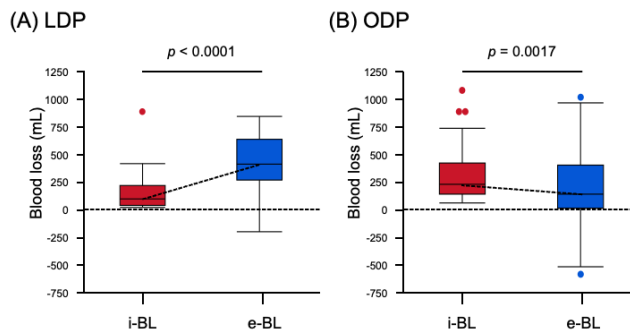 (A) LDP
p < 0.0001
Blood loss (mL)
1250
1000
750
500
250
0
-250
-500
-750
i-BL
e-BL
(B) ODP
p = 0.0017
Blood loss (mL)
1250
1000
750
500
250
0
-250
-500
-750
i-BL
e-BL